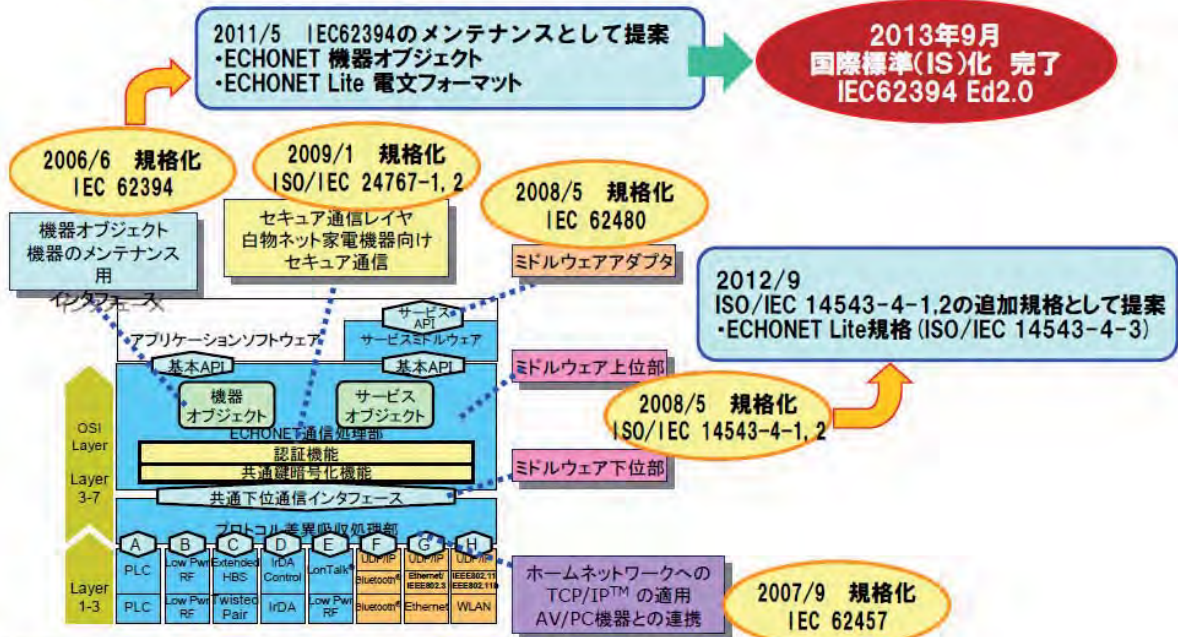 2011/5 IEC62394のメンテナンスとして提案
・ECHONET 機器オブジェクト
・ECHONET Lite 電文フォーマット
2013年9月
国際標準(IS)化 完了
IEC62394 Ed2.0
2006/6 規格化
IEC 62394
2009/1 規格化
ISO/IEC 24767-1,2
2008/5 規格化
IEC 62480
機器オブジェクト
機器のメンテナンス
用
インタフェース
セキュア通信レイヤ
白物ネット家電機器向け
セキュア通信
ミドルウェアアダプタ
2012/9
ISO/IEC 14543-4-1,2の追加規格として提案
・ECHONET Lite規格(ISO/IEC 14543-4-3)
サービス
API
アプリケーションソフトウェア
サービスミドルウェア
基本API
基本API
ミドルウェア上位部
機器
オブジェクト
サービス
オブジェクト
2008/5 規格化
ISO/IEC 14543-4-1,2
OSI
Layer
Layer
3-7
ECHONET通信処理部
認証機能
共通鍵暗号化機能
ミドルウェア下位部
共通下位通信インタフェース
プロトコル差異吸収処理部
A B C D E F G H
Layer
1-3
PLC
Low Pwr
RF
Extended
HBS
IrDA
Control
LonTalk®
UDP/IP
Bluetooth®
UDP/IP
Ethernet/
IEEE802.3
UDP/IP
IEEE802.11
IEEE802.11b
PLC
Low Pwr
RF
Twisted
Pair
IrDA
Low Pwr
RF
Bluetooth®
Ethernet
WLAN
ホームネットワークへの
TCP/IP™ の適用
AV/PC機器との連携
2007/9 規格化
IEC 62457